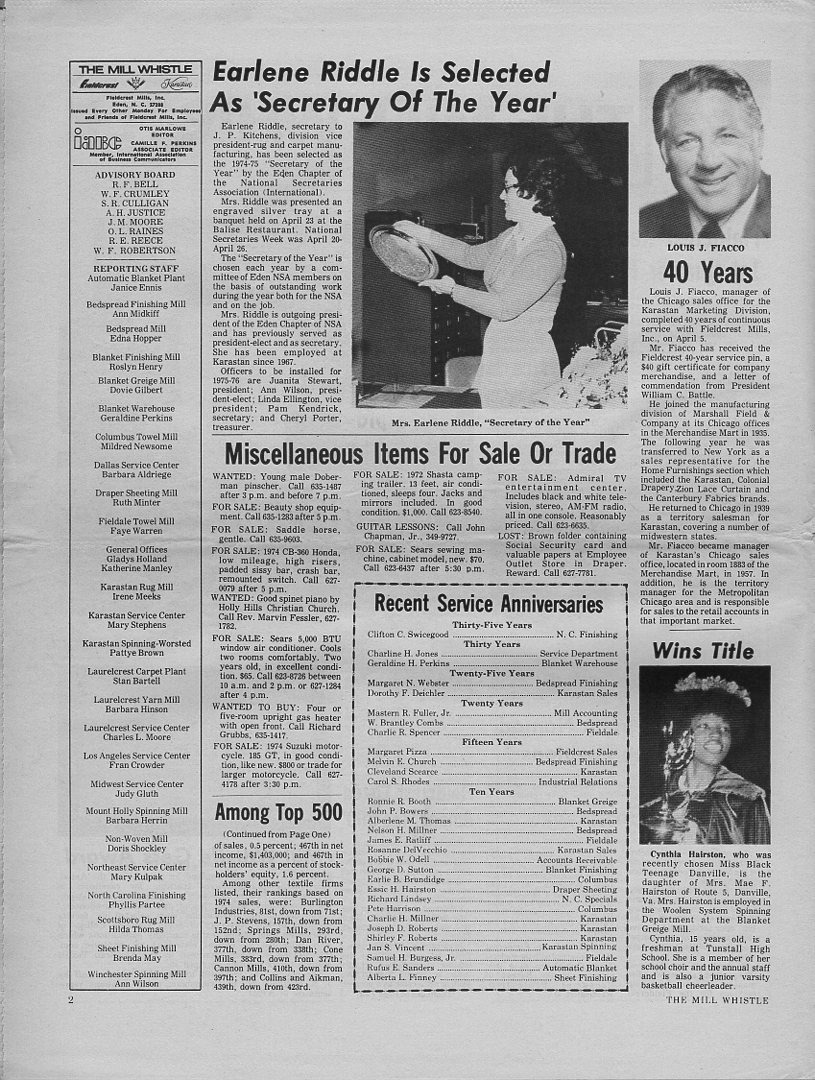 THE MILL WHISTLE
Fieldcrest Karastan
Fieldcrest Mills, Inc.
Eden, N. C. 27288
Issued Every Other Monday For Employees
and Friends of Fieldcrest Mills, Inc.
OTIS MARLOWE
EDITOR
CAMILLE F. PERKINS
ASSOCIATE EDITOR
Member, International Association
of Business Communicators
ADVISORY BOARD
R. F. BELL
W. F. CRUMLEY
S. R. CULLIGAN
A. H. JUSTICE
J. M. MOORE
O. L. RAINES
R. E. REECE
W. F. ROBERTSON
REPORTING STAFF
Automatic Blanket Plant
Janice Ennis
Bedspread Finishing Mill
Ann Midkiff
Bedspread Mill
Edna Hopper
Blanket Finishing Mill
Roslyn Henry
Blanket Greige Mill
Dovie Gilbert
Blanket Warehouse
Geraldine Perkins
Columbus Towel Mill
Mildred Newsome
Dallas Service Center
Barbara Aldriege
Draper Sheeting Mill
Ruth Minter
Fieldale Towel Mill
Faye Warren
General Offices
Gladys Holland
Katherine Manley
Karastan Rug Mill
Irene Meeks
Karastan Service Center
Mary Stephens
Karastan Spinning-Worsted
Pattye Brown
Laurelcrest Carpet Plant
Stan Bartell
Laurelcrest Yarn Mill
Barbara Hinson
Laurelcrest Service Center
Charles L. Moore
Los Angeles Service Center
Fran Crowder
Midwest Service Center
Judy Gluth
Mount Holly Spinning Mill
Barbara Herrin
Non-Woven Mill
Doris Shockley
Northeast Service Center
Mary Kulpak
North Carolina Finishing
Phyllis Partee
Scottsboro Rug Mill
Hilda Thomas
Sheet Finishing Mill
Brenda May
Winchester Spinning Mill
Ann Wilson
2
Earlene Riddle Is Selected
As 'Secretary Of The Year'
Earlene Riddle, secretary to
J. P. Kitchens, division vice
president-rug and carpet manu-
facturing, has been selected as
the 1974-75 "Secretary of the
Year" by the Eden Chapter of
the National Secretaries
Association (International).
Mrs. Riddle was presented an
engraved silver tray at a
banquet held on April 23 at the
Balise Restaurant. National
Secretaries Week was April 20-
April 26.
The "Secretary of the Year" is
chosen each year by a com-
mittee of Eden NSA members on
the basis of outstanding work
during the year both for the NSA
and on the job.
Mrs. Riddle is outgoing presi-
dent of the Eden Chapter of NSA
and has previously served as
president-elect and as secretary.
She has been employed at
Karastan since 1967.
Officers to be installed for
1975-76 are Juanita Stewart,
president; Ann Wilson, presi-
dent-elect; Linda Ellington, vice
president; Pam Kendrick,
secretary; and Cheryl Porter,
treasurer.
Mrs. Earlene Riddle, "Secretary of the Year"
Miscellaneous Items For Sale Or Trade
WANTED: Young male Dober-
man pinscher. Call 635-1487
after 3 p.m. and before 7 p.m.
FOR SALE: Beauty shop equip-
ment. Call 635-1283 after 5 p.m.
FOR SALE: Saddle horse,
gentle. Call 635-9603.
FOR SALE: 1974 CB-360 Honda,
low mileage, high risers,
padded sissy bar, crash bar,
remounted switch. Call 627-
0079 after 5 p.m.
WANTED: Good spinet piano by
Holly Hills Christian Church.
Call Rev. Marvin Fessler, 627-
1782.
FOR SALE: Sears 5,000 BTU
window air conditioner. Cools
two rooms comfortably. Two
years old, in excellent condi-
tion. $65. Call 623-8726 between
10 a.m. and 2 p.m. or 627-1284
after 4 p.m.
WANTED TO BUY: Four or
five-room upright gas heater
with open front. Call Richard
Grubbs, 635-1417.
FOR SALE: 1974 Suzuki motor-
cycle. 185 GT, in good condi-
tion, like new. $800 or trade for
larger motorcycle. Call 627-
4178 after 3:30 p.m.
FOR SALE: 1972 Shasta camp-
ing trailer. 13 feet, air condi-
tioned, sleeps four. Jacks and
mirrors included. In good
condition. $1,000. Call 623-8540.
GUITAR LESSONS: Call John
Chapman, Jr., 349-9727.
FOR SALE: Sears sewing ma-
chine, cabinet model, new. $70.
Call 623-6437 after 5:30 p.m.
FOR SALE: Admiral TV
entertainment center.
Includes black and white tele-
vision, stereo, AM-FM radio,
all in one console. Reasonably
priced. Call 623-6635.
LOST: Brown folder containing
Social Security card and
valuable papers at Employee
Outlet Store in Draper.
Reward. Call 627-7781.
Among Top 500
(Continued from Page One)
of sales, 0.5 percent; 467th in net
income, $1,403,000; and 467th in
net income as a percent of stock-
holders' equity, 1.6 percent.
Among other textile firms
listed, their rankings based on
1974 sales, were: Burlington
Industries, 81st, down from 71st;
J. P. Stevens, 157th, down from
152nd; Springs Mills, 293rd,
down from 280th; Dan River,
377th, down from 338th; Cone
Mills, 383rd, down from 377th;
Cannon Mills, 410th, down from
397th; and Collins and Aikman,
439th, down from 423rd.
Recent Service Anniversaries
Thirty-Five Years
Clifton C. Swicegood ... N. C. Finishing
Thirty Years
Charline H. Jones ... Service Department
Geraldine H. Perkins ... Blanket Warehouse
Twenty-Five Years
Margaret N. Webster ... Bedspread Finishing
Dorothy F. Deichler ... Karastan Sales
Twenty Years
Mastern R. Fuller, Jr. ... Mill Accounting
W. Brantley Combs ... Bedspread
Charlie R. Spencer ... Fieldale
Fifteen Years
Margaret Pizza ... Fieldcrest Sales
Melvin E. Church ... Bedspread Finishing
Cleveland Scearce ... Karastan
Carol S. Rhodes ... Industrial Relations
Ten Years
Ronnie R. Booth ... Blanket Greige
John P. Bowers ... Bedspread
Alberlene M. Thomas ... Karastan
Nelson H. Millner ... Bedspread
James E. Ratliff ... Fieldale
Rosanne DelVecchio ... Karastan Sales
Bobbie W. Odell ... Accounts Receivable
George D. Sutton ... Blanket Finishing
Earlie B. Brundidge ... Columbus
Essic H. Hairston ... Draper Sheeting
Richard Lindsey ... N. C. Specials
Pete Harrison ... Columbus
Charlie H. Millner ... Karastan
Joseph D. Roberts ... Karastan
Shirley F. Roberts ... Karastan
Jan S. Vincent ... Karastan Spinning
Samuel H. Burgess, Jr. ... Fieldale
Rufus E. Sanders ... Automatic Blanket
Alberta L. Finney ... Sheet Finishing
LOUIS J. FIACCO
40 Years
Louis J. Fiacco, manager of
the Chicago sales office for the
Karastan Marketing Division,
completed 40 years of continuous
service with Fieldcrest Mills,
Inc., on April 5.
Mr. Fiacco has received the
Fieldcrest 40-year service pin, a
$40 gift certificate for company
merchandise, and a letter of
commendation from President
William C. Battle.
He joined the manufacturing
division of Marshall Field &
Company at its Chicago offices
in the Merchandise Mart in 1935.
The following year he was
transferred to New York as a
sales representative for the
Home Furnishings section which
included the Karastan, Colonial
Drapery Zion Lace Curtain and
the Canterbury Fabrics brands.
He returned to Chicago in 1939
as a territory salesman for
Karastan, covering a number of
midwestern states.
Mr. Fiacco became manager
of Karastan's Chicago sales
office, located in room 1883 of the
Merchandise Mart, in 1957. In
addition, he is the territory
manager for the Metropolitan
Chicago area and is responsible
for sales to the retail accounts in
that important market.
Wins Title
Cynthia Hairston, who was
recently chosen Miss Black
Teenage Danville, is the
daughter of Mrs. Mae F.
Hairston of Route 5, Danville,
Va. Mrs. Hairston is employed in
the Woolen System Spinning
Department at the Blanket
Greige Mill.
Cynthia, 15 years old, is a
freshman at Tunstall High
School. She is a member of her
school choir and the annual staff
and is also a junior varsity
basketball cheerleader.
THE MILL WHISTLE